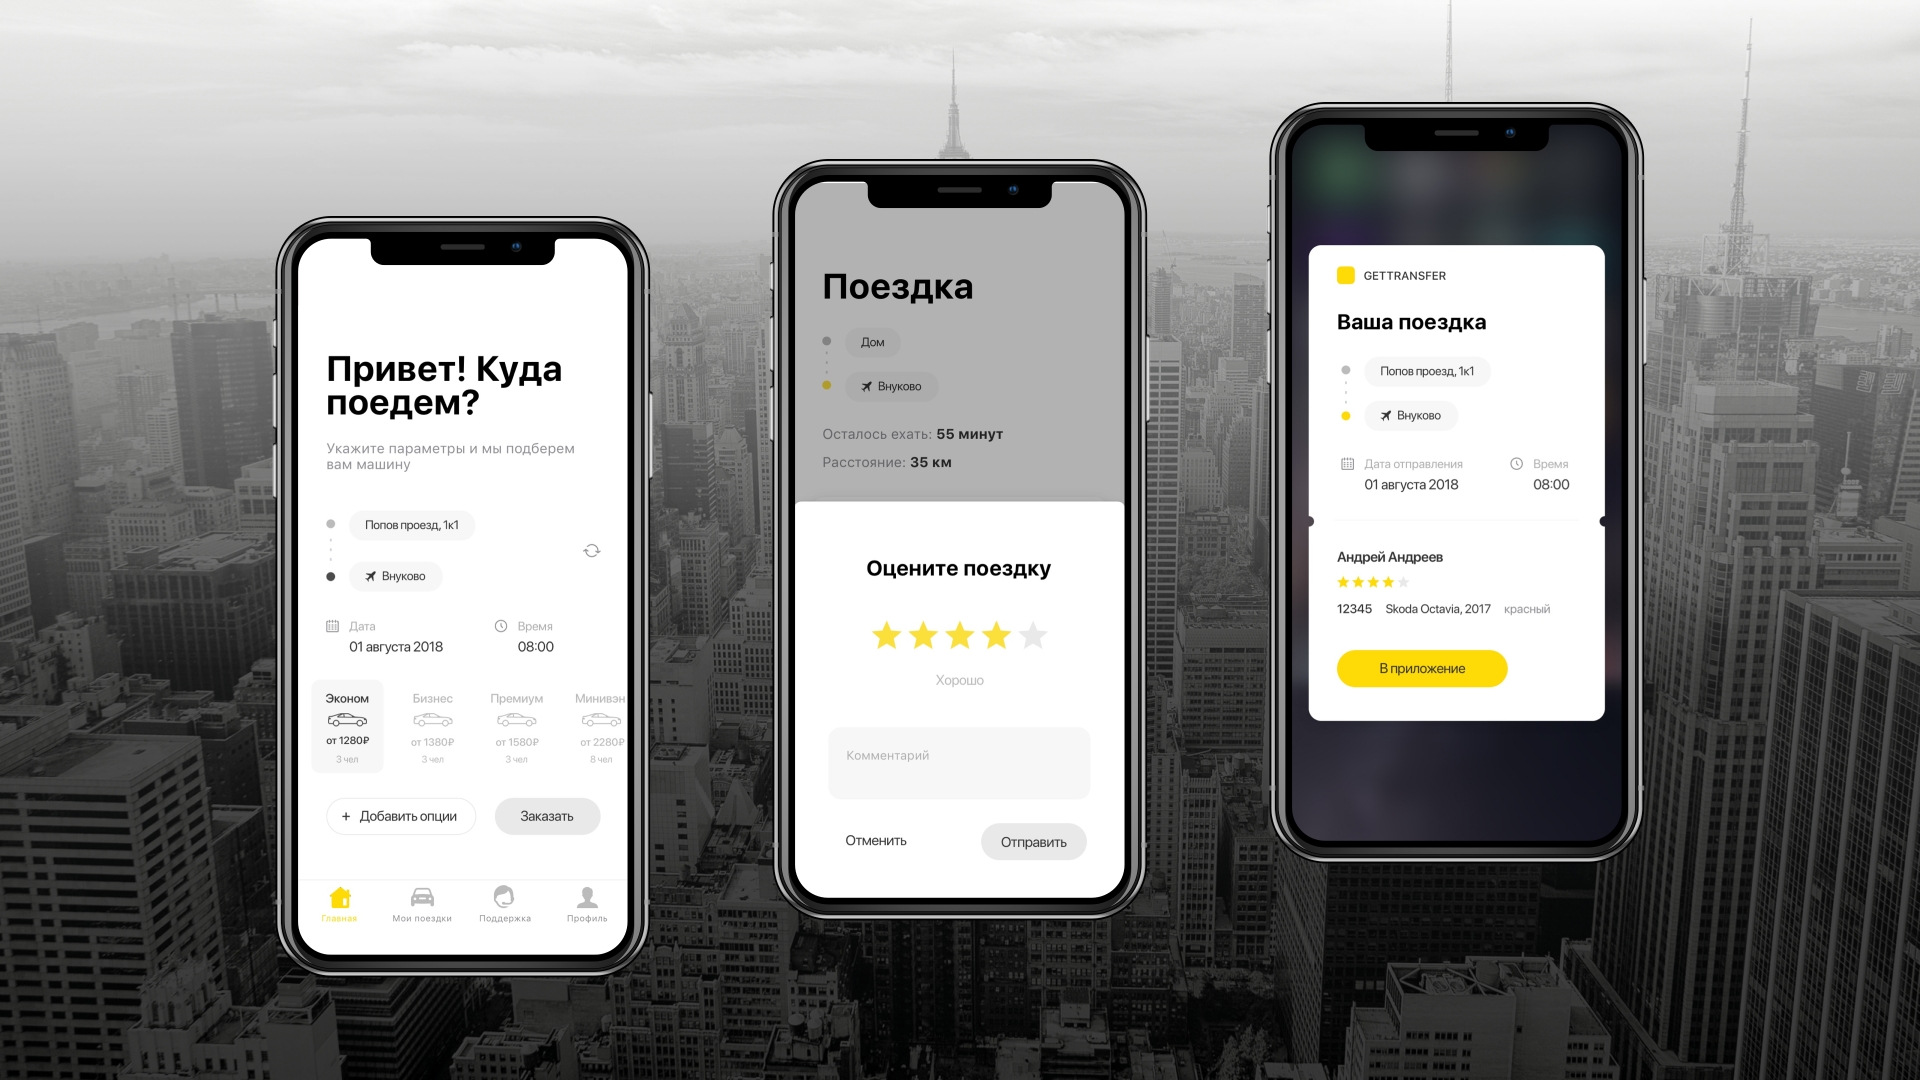 Привет! Куда
поедем?
Укажите параметры и мы подберем
вам машину
Попов проезд, 1к1
Внуково
Дата
Время
01 августа 2018
08:00
Эконом
Бизнес
Премиум
Минивэн
от 1280₽
от 1380₽
от 1580₽
от 2280₽
3 чел
3 чел
3 чел
8 чел
+ Добавить опции
Заказать
Главная
Мои поездки
Поддержка
Профиль
Поездка
Дом
Внуково
Осталось ехать: 55 минут
Расстояние: 35 км
Оцените поездку
Хорошо
Комментарий
Отменить
Отправить
GETTRANSFER
Ваша поездка
Попов проезд, 1к1
Внуково
Дата отправления
Время
01 августа 2018
08:00
Андрей Андреев
12345 Skoda Octavia, 2017 красный
В приложение